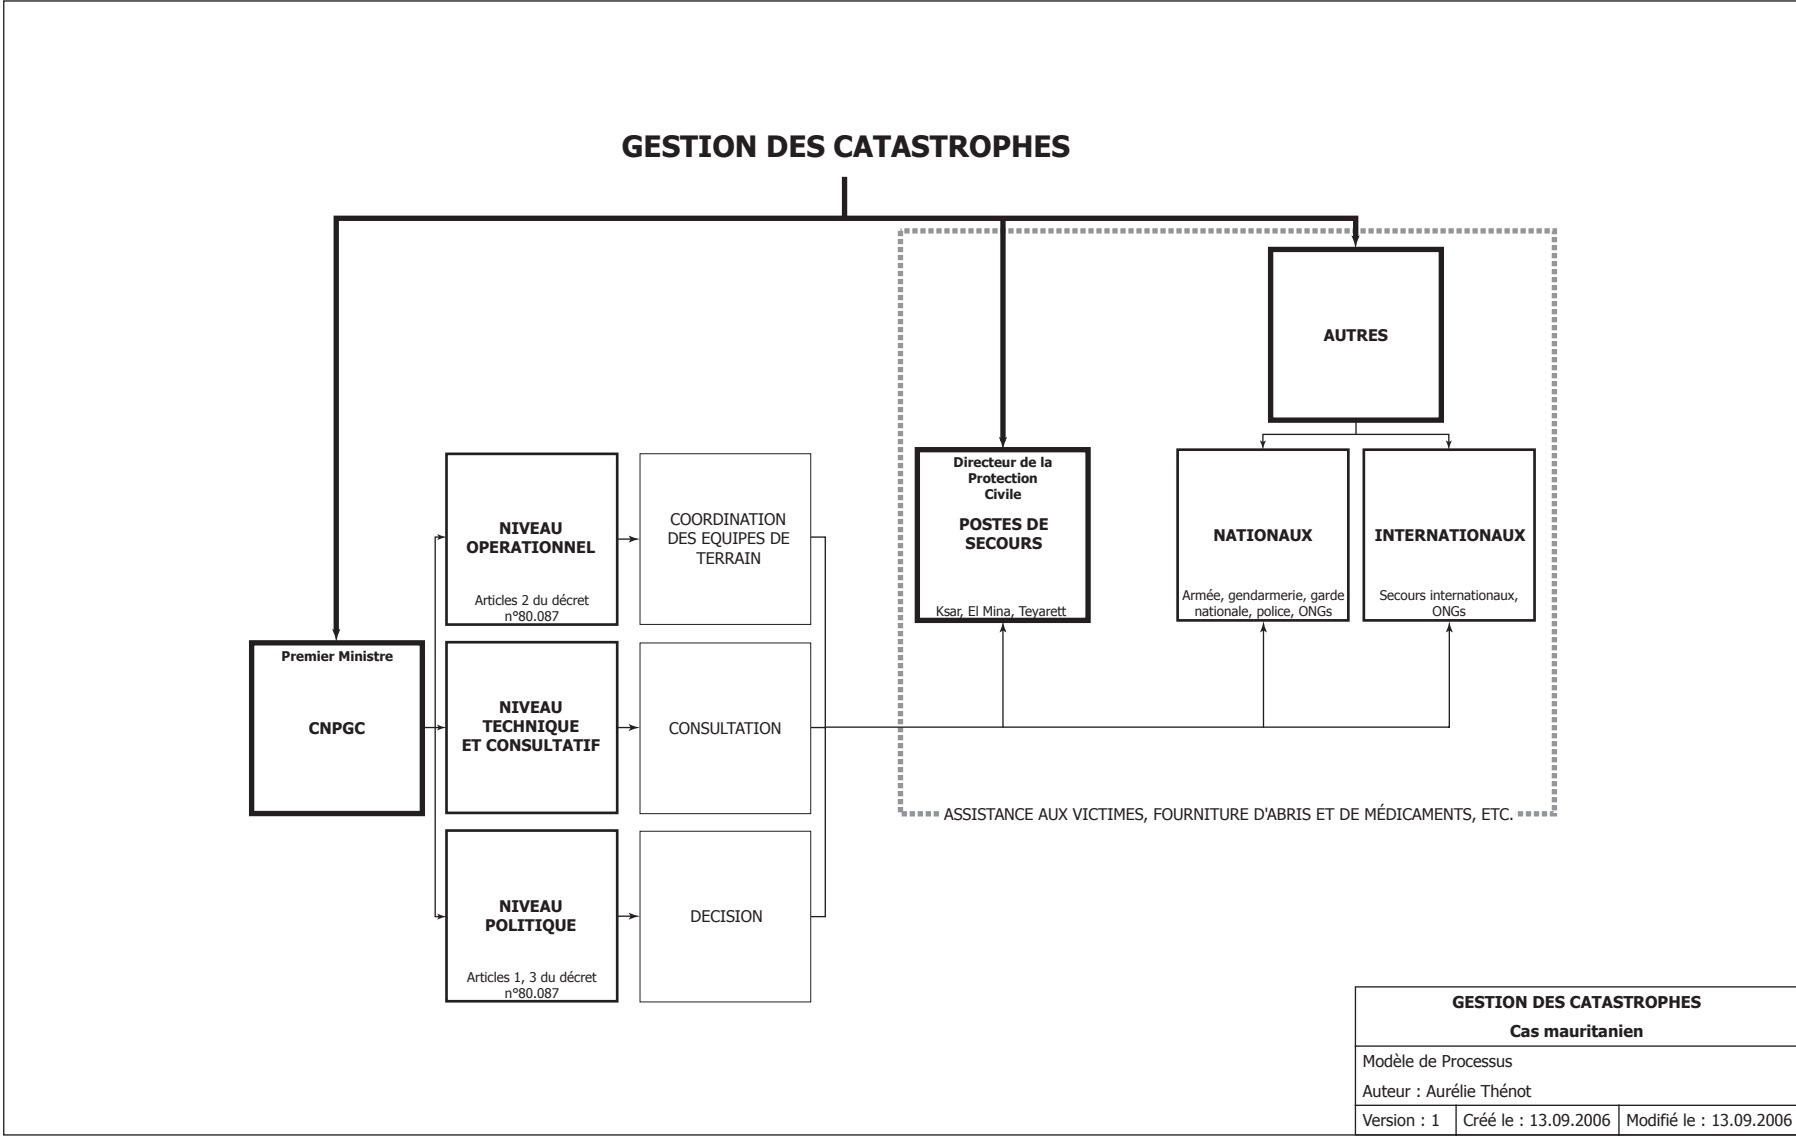 GESTION DES CATASTROPHES
AUTRES
Directeur de la
Protection
Civile
POSTES DE
SECOURS
Ksar, El Mina, Teyarett
NATIONAUX
Armée, gendarmerie, garde
nationale, police, ONGs
INTERNATIONAUX
Secours internationaux,
ONGs
NIVEAU
OPERATIONNEL
Articles 2 du décret
n°80.087
COORDINATION
DES EQUIPES DE
TERRAIN
Premier Ministre
CNPGC
NIVEAU
TECHNIQUE
ET CONSULTATIF
CONSULTATION
ASSISTANCE AUX VICTIMES, FOURNITURE D'ABRIS ET DE MÉDICAMENTS, ETC.
NIVEAU
POLITIQUE
Articles 1, 3 du décret
n°80.087
DECISION
GESTION DES CATASTROPHES
Cas mauritanien
Modèle de Processus
Auteur : Aurélie Thénot
Version : 1 Créé le : 13.09.2006 Modifié le : 13.09.2006